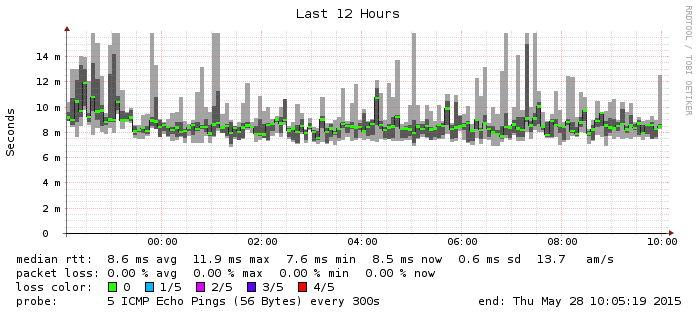 Last 12 Hours
RRDTOOL / TOBI OETIKER
Seconds
14 m
12 m
10 m
8 m
6 m
4 m
2 m
0
00:00 02:00 04:00 06:00 08:00 10:00
median rtt: 8.6 ms avg 11.9 ms max 7.6 ms min 8.5 ms now 0.6 ms sd 13.7 am/s
packet loss: 0.00 % avg 0.00 % max 0.00 % min 0.00 % now
loss color: 0 1/5 2/5 3/5 4/5
probe: 5 ICMP Echo Pings (56 Bytes) every 300s end: Thu May 28 10:05:19 2015